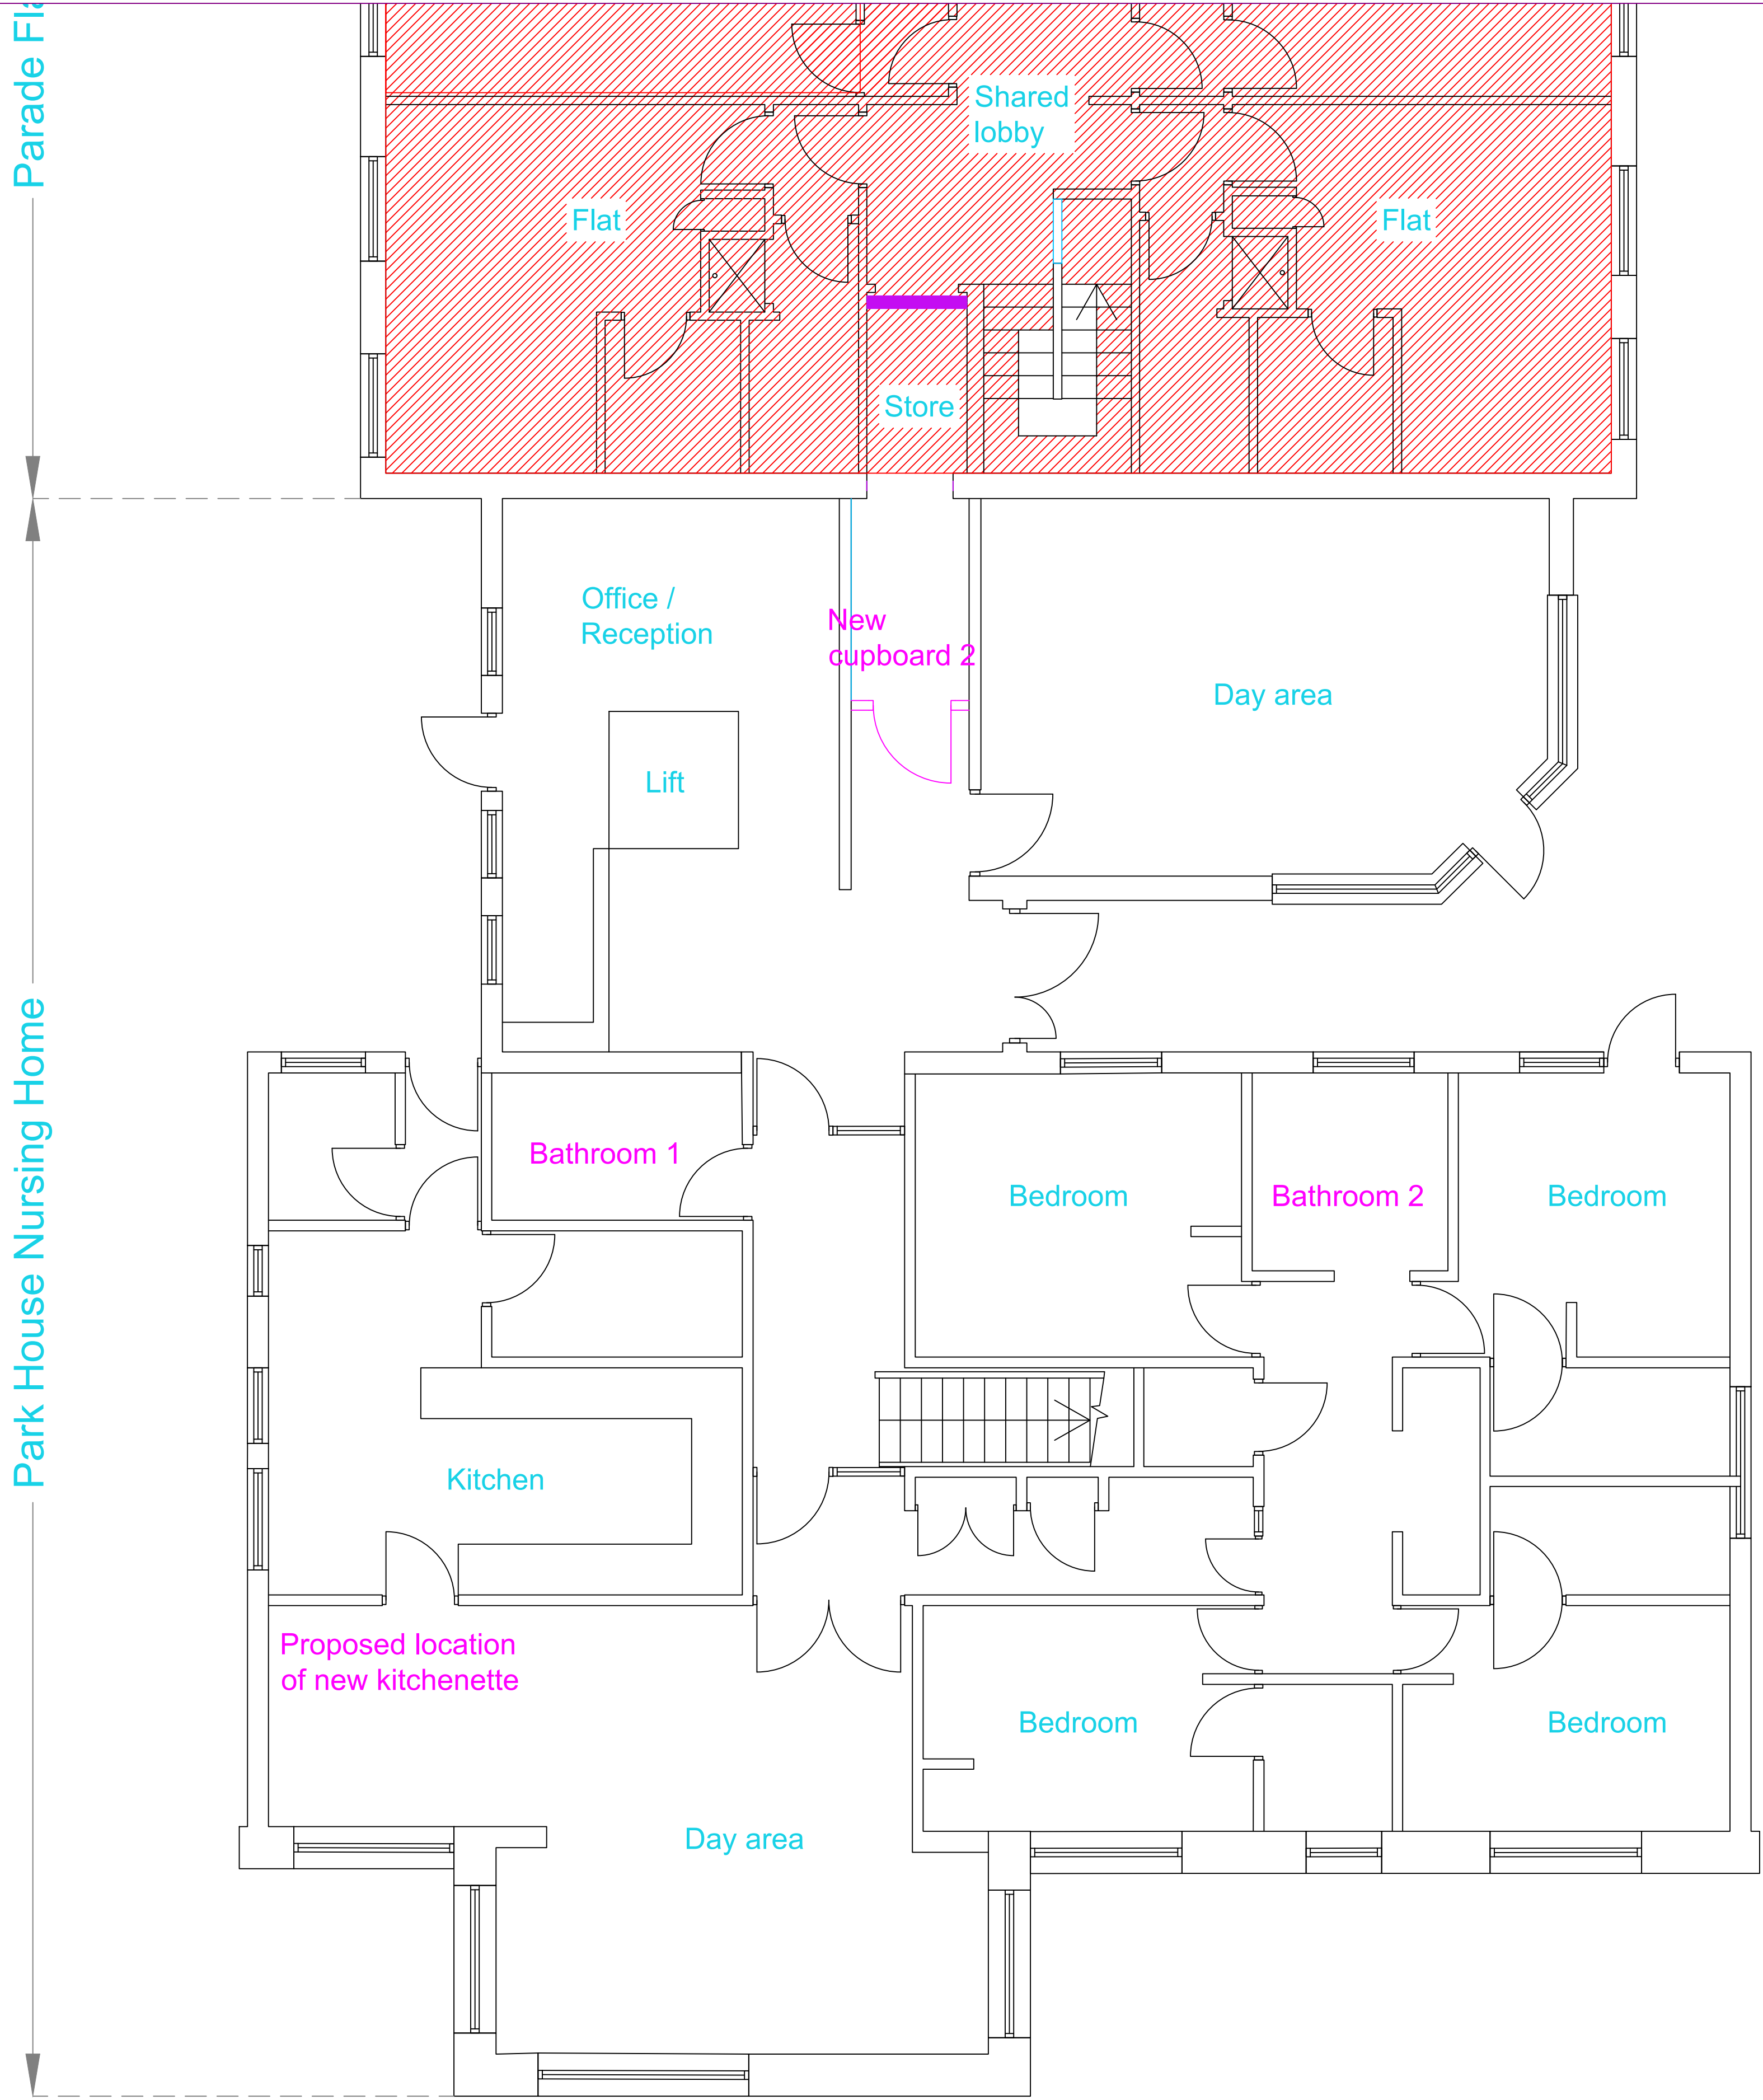 Parade Fla
Shared
lobby
Flat
Flat
Store
Office /
Reception
New
cupboard 2
Day area
Lift
Park House Nursing Home
Bathroom 1
Bedroom
Bathroom 2
Bedroom
Kitchen
Proposed location
of new kitchenette
Bedroom
Bedroom
Day area